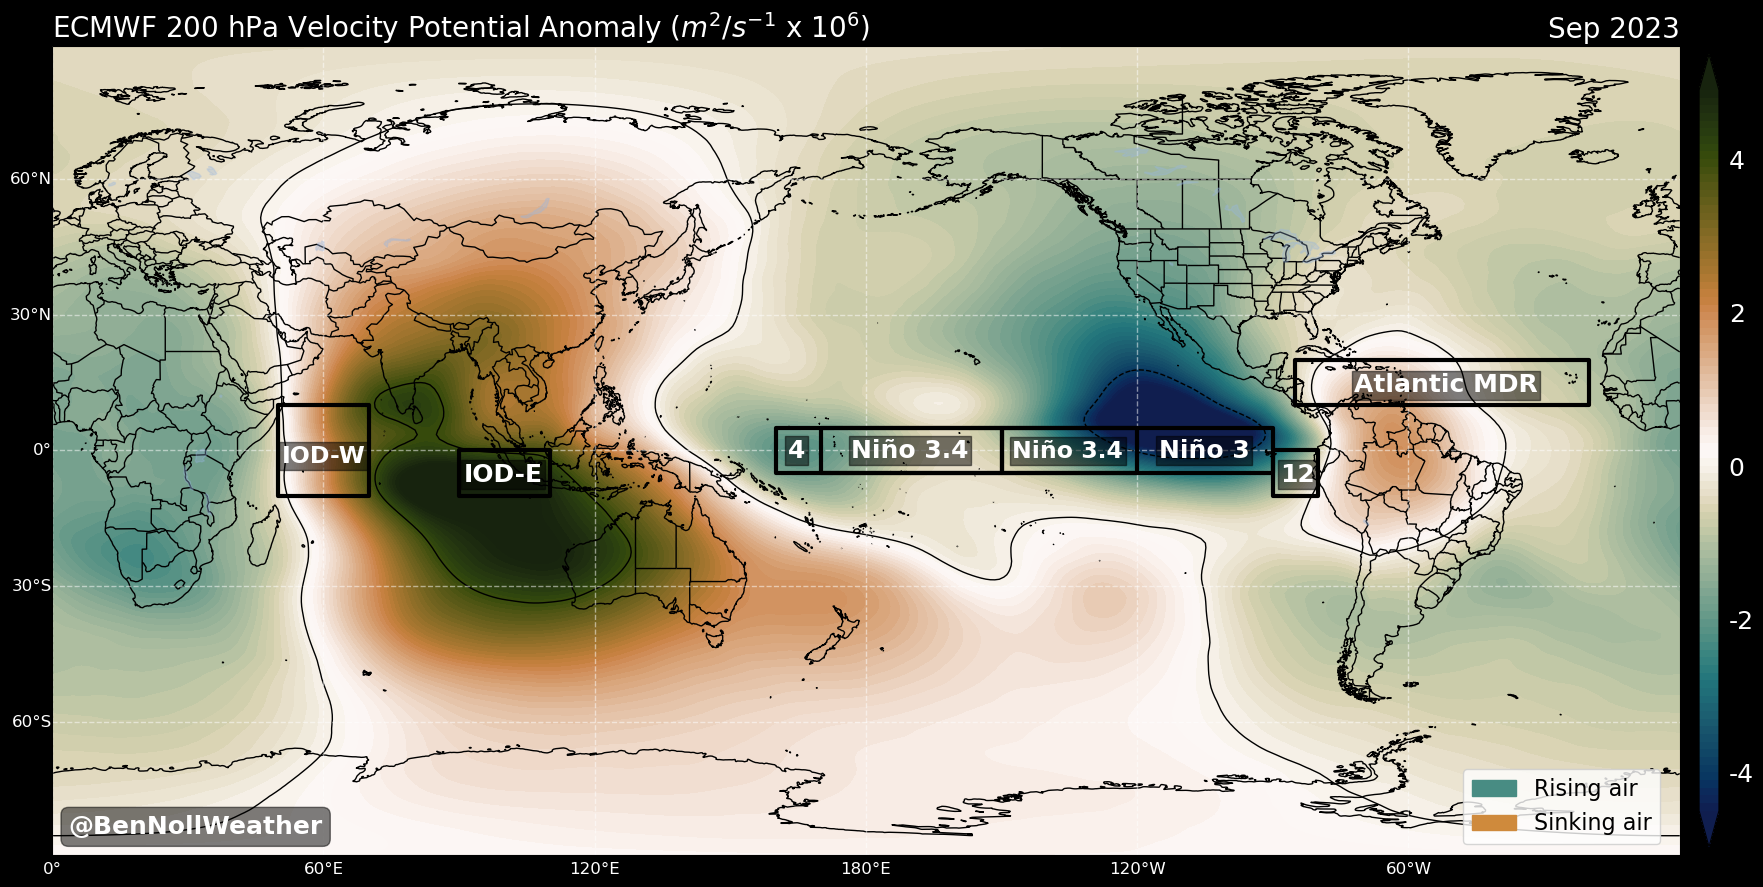 ECMWF 200 hPa Velocity Potential Anomaly (m²/s⁻¹ x 10⁶)
Sep 2023
60°N
30°N
0°
30°S
60°S
IOD-W
IOD-E
4
Niño 3.4
Niño 3.4
Niño 3
12
Atlantic MDR
4
2
0
-2
-4
Rising air
Sinking air
@BenNollWeather
0°
60°E
120°E
180°E
120°W
60°W